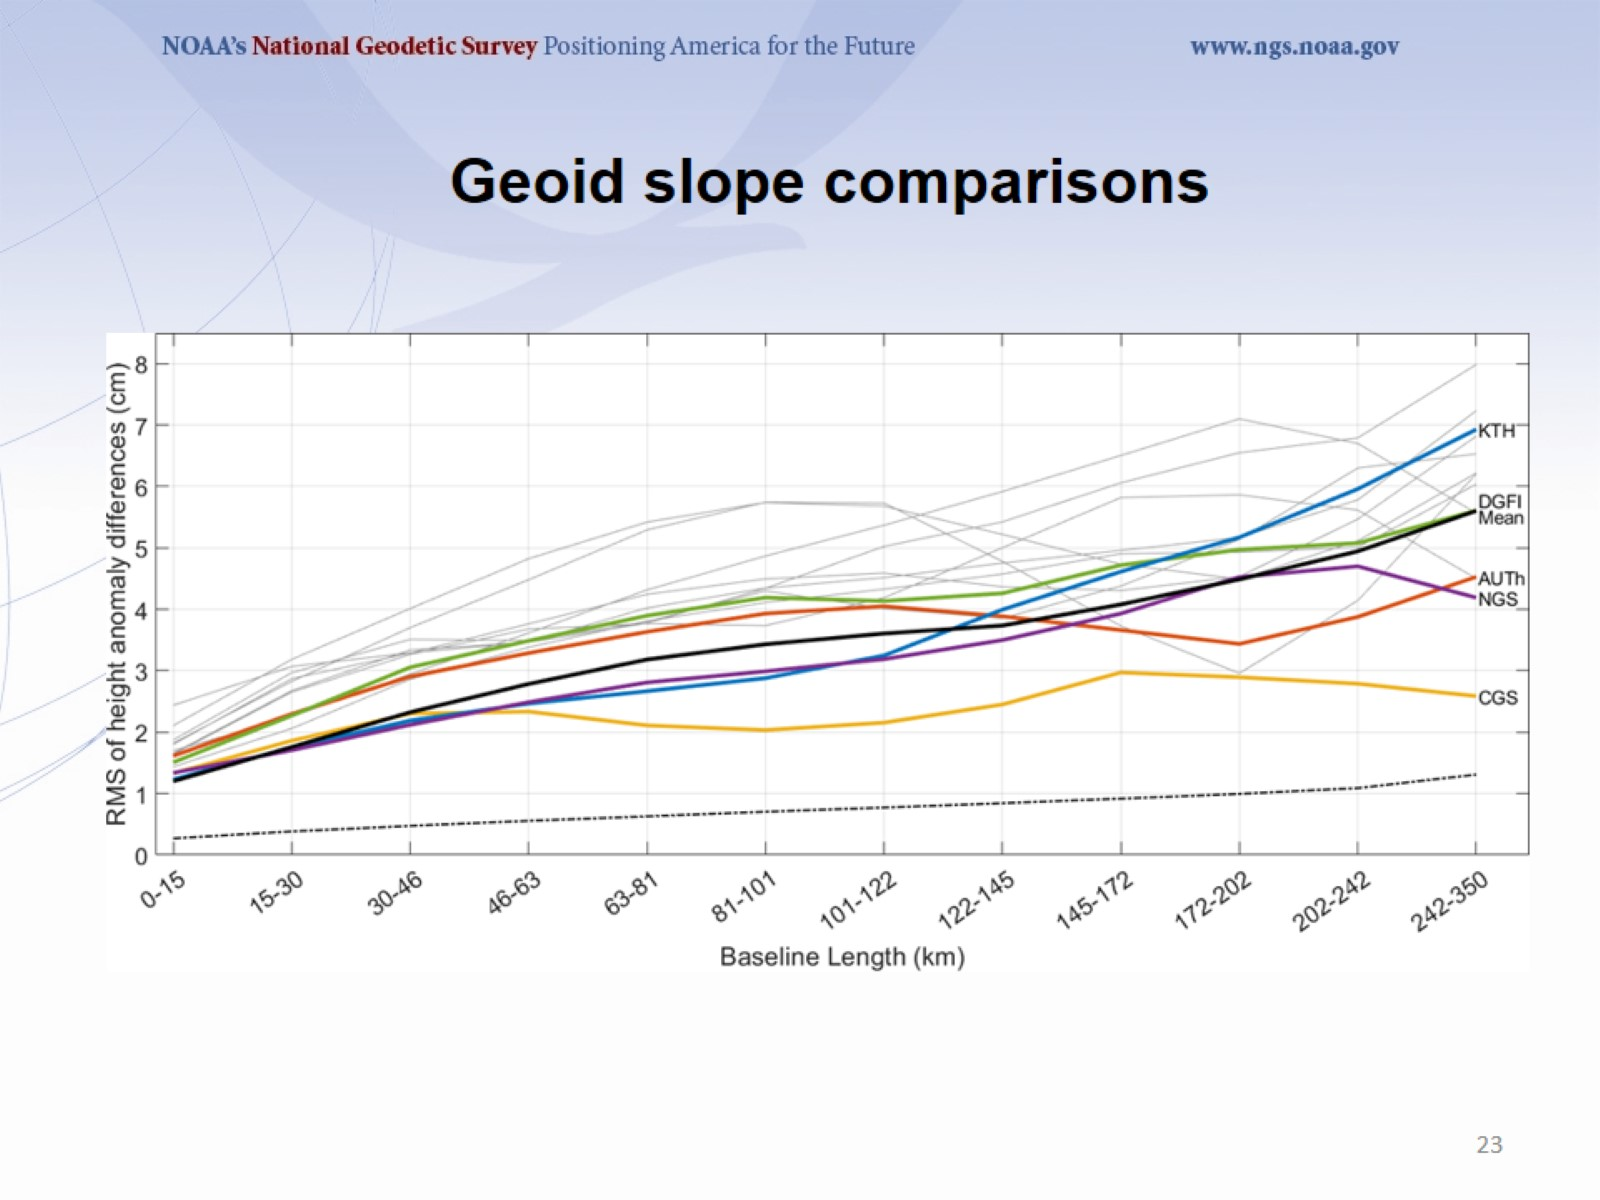 NOAA's National Geodetic Survey Positioning America for the Future www.ngs.noaa.gov
Geoid slope comparisons
RMS of height anomaly differences (cm)
8
7
6
5
4
3
2
1
0
KTH
DGFI
Mean
AUTh
NGS
CGS
0-15 15-30 30-46 46-63 63-81 81-101 101-122 122-145 145-172 172-202 202-242 242-350
Baseline Length (km)
23